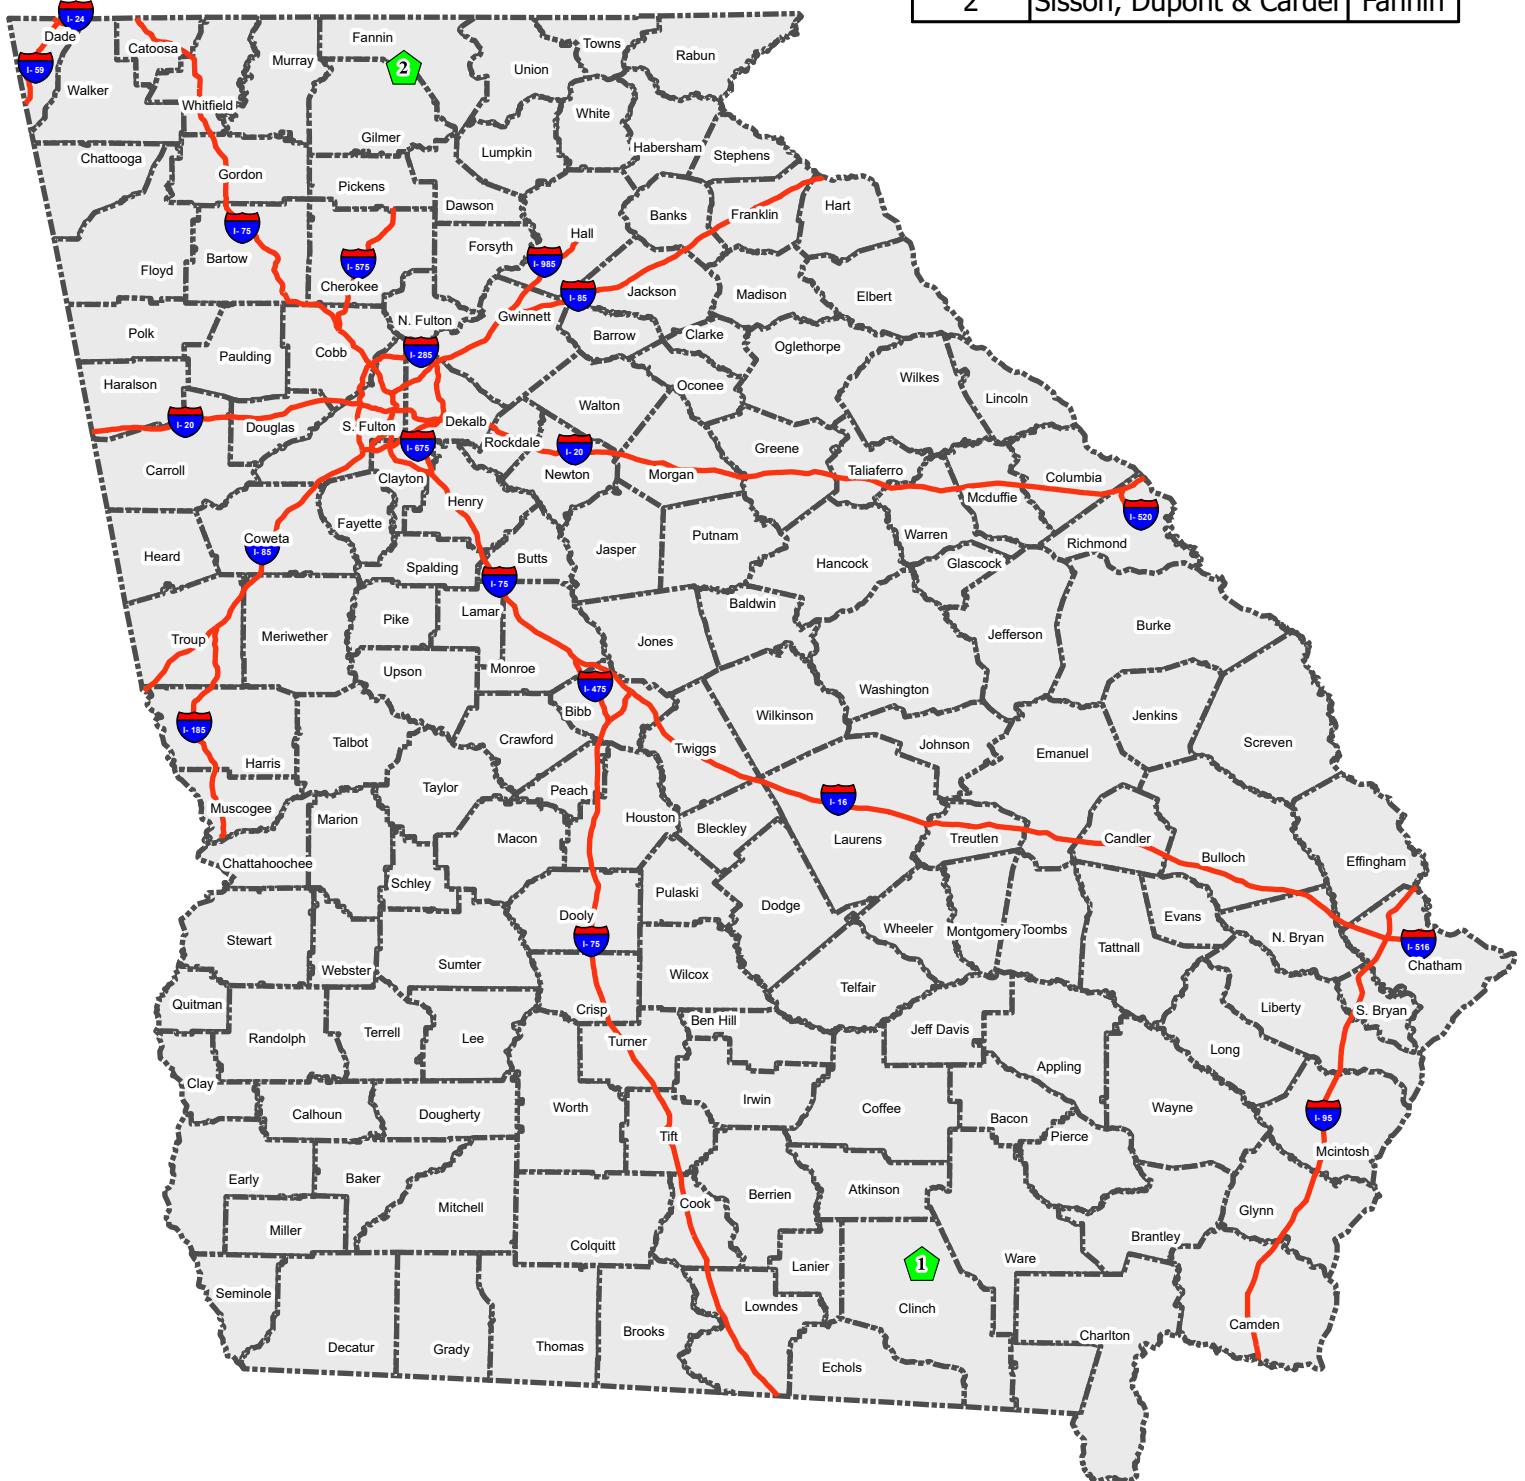 2 Sisson, Dupont & Carder Fannin
I- 24
Dade
Catoosa
Fannin
Towns
Rabun
Murray
Union
I- 59
2
Walker
Whitfield
White
Gilmer
Lumpkin
Habersham
Stephens
Chattooga
Gordon
Pickens
Dawson
Banks
Franklin
Hart
I- 75
Hall
Forsyth
Bartow
I- 575
I- 985
Floyd
Cherokee
I- 85
Jackson
Madison
Elbert
N. Fulton
Gwinnett
Polk
Barrow
Clarke
Oglethorpe
Paulding
Cobb
I- 285
Haralson
Oconee
Wilkes
Lincoln
Walton
I- 20
Douglas
S. Fulton
Dekalb
Rockdale
I- 675
I- 20
Greene
Carroll
Clayton
Newton
Morgan
Taliaferro
Columbia
Henry
Mcduffie
Fayette
I- 520
Coweta
I- 85
Putnam
Warren
Richmond
Heard
Spalding
Butts
Jasper
Hancock
Glascock
I- 75
Pike
Lamar
Baldwin
Troup
Meriwether
Jones
Jefferson
Burke
Upson
Monroe
I- 475
Washington
Bibb
Wilkinson
Jenkins
I- 185
Talbot
Crawford
Twiggs
Johnson
Emanuel
Screven
Harris
Taylor
Peach
I- 16
Muscogee
Marion
Houston
Bleckley
Macon
Laurens
Treutlen
Candler
Bulloch
Chattahoochee
Effingham
Schley
Pulaski
Dodge
Dooly
Evans
Stewart
I- 75
Wheeler
Montgomery
Toombs
Tattnall
N. Bryan
I- 516
Webster
Sumter
Wilcox
Chatham
Quitman
Telfair
Liberty
S. Bryan
Crisp
Ben Hill
Randolph
Terrell
Lee
Turner
Jeff Davis
Long
Appling
Clay
Irwin
Calhoun
Dougherty
Worth
Coffee
Bacon
Wayne
I- 95
Tift
Pierce
Mcintosh
Early
Baker
Berrien
Atkinson
Mitchell
Cook
Glynn
Miller
Colquitt
Brantley
Lanier
1
Ware
Seminole
Lowndes
Clinch
Camden
Decatur
Grady
Thomas
Brooks
Charlton
Echols